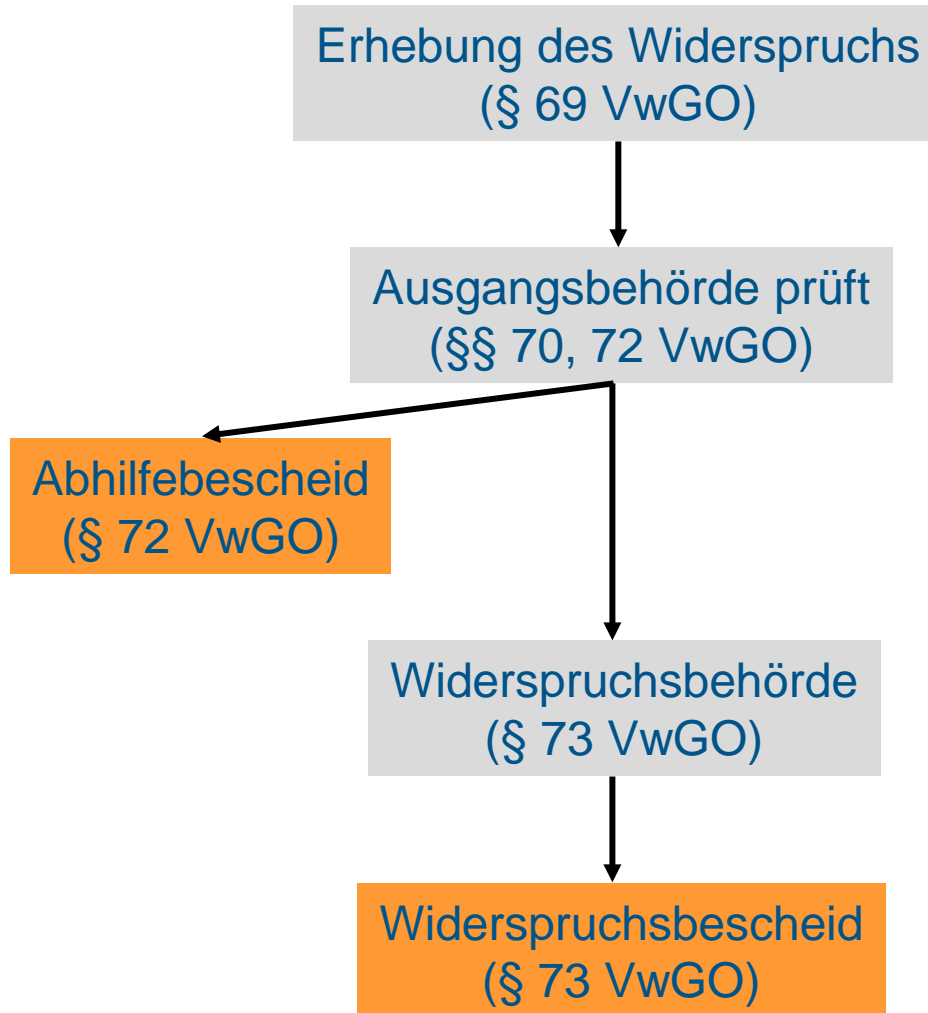 Erhebung des Widerspruchs
(§ 69 VwGO)
Ausgangsbehörde prüft
(§§ 70, 72 VwGO)
Abhilfebescheid
(§ 72 VwGO)
Widerspruchsbehörde
(§ 73 VwGO)
Widerspruchsbescheid
(§ 73 VwGO)